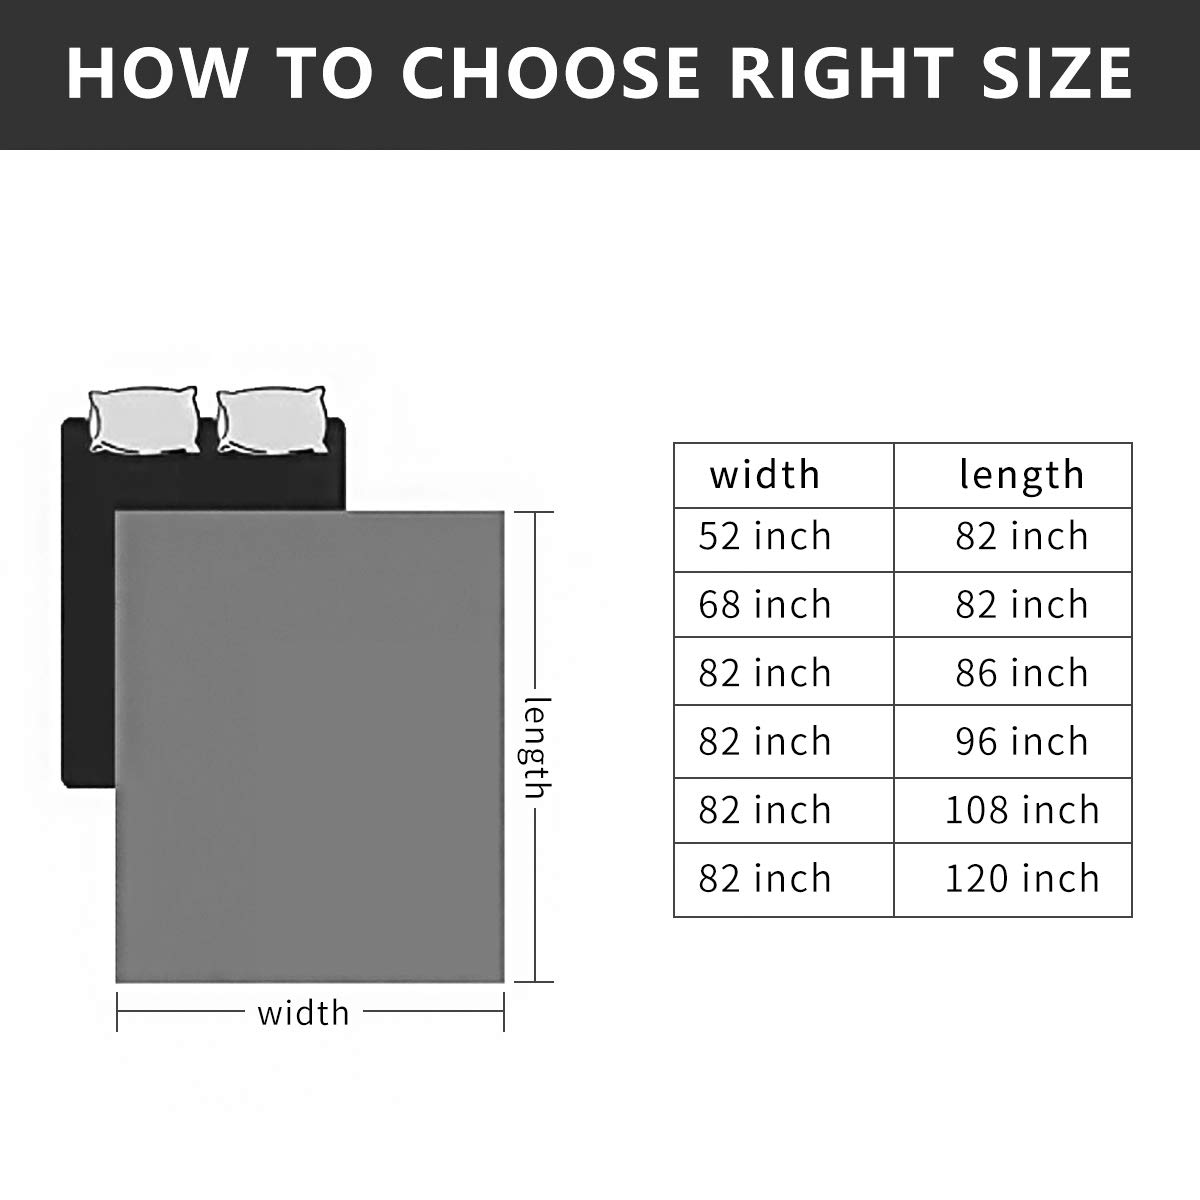 HOW TO CHOOSE RIGHT SIZE
width length
52 inch 82 inch
68 inch 82 inch
82 inch 86 inch
82 inch 96 inch
82 inch 108 inch
82 inch 120 inch
length
width